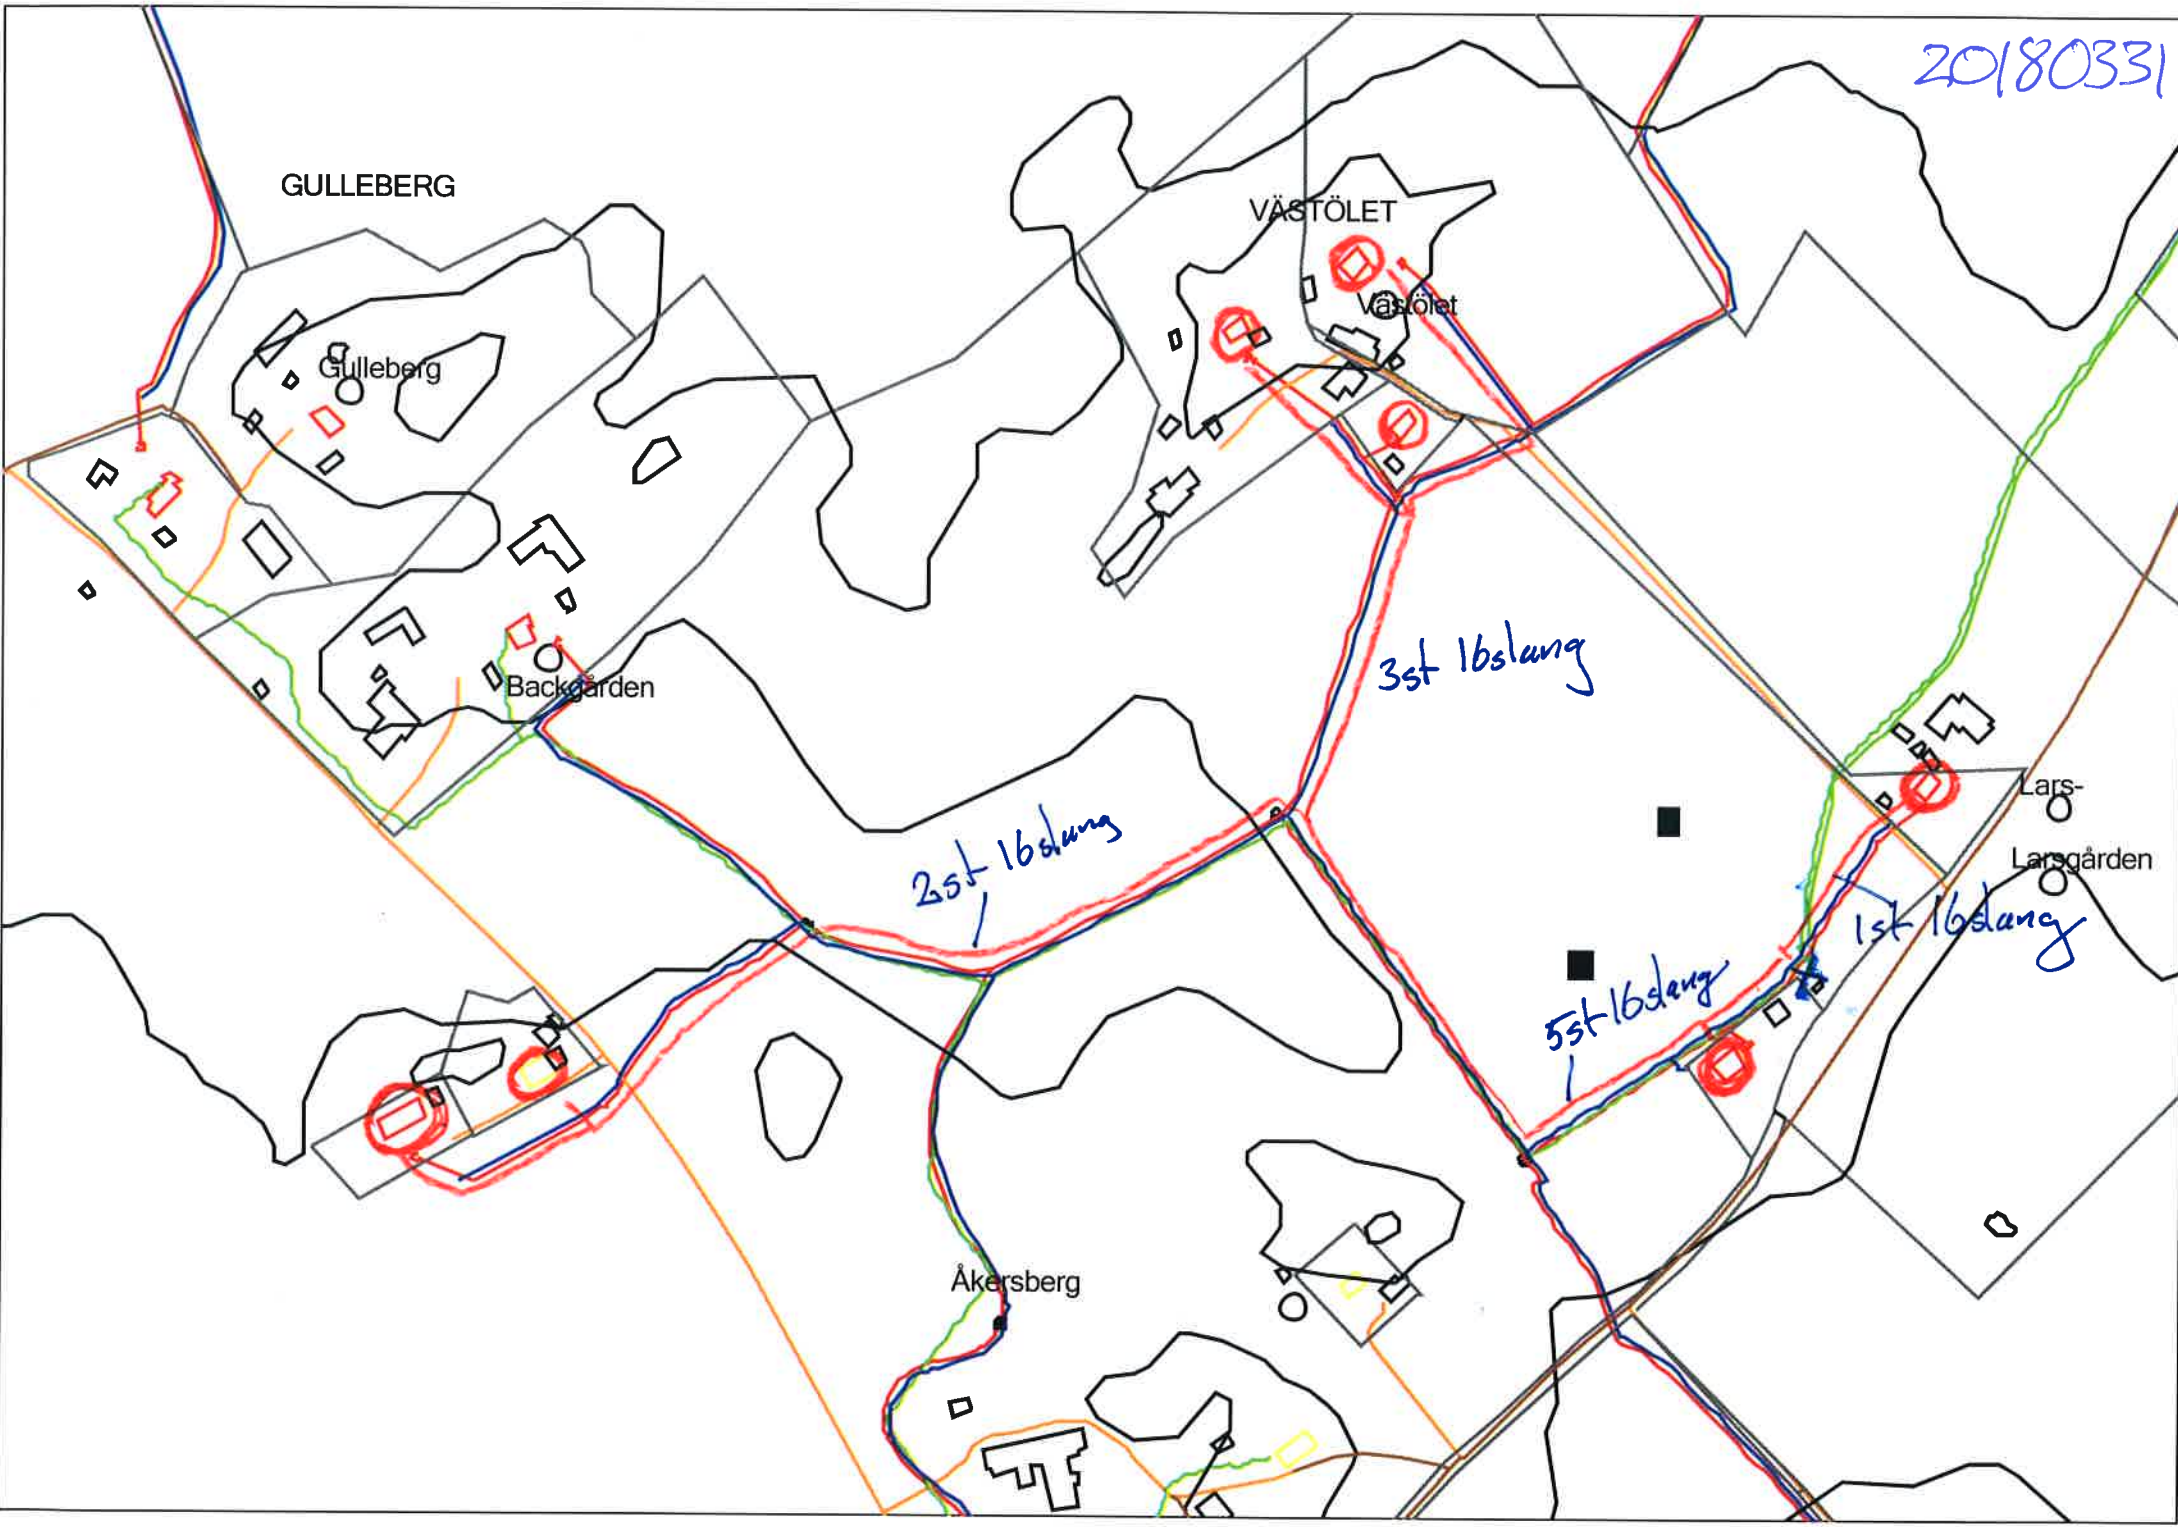 20180331
GULLEBERG
VÄSTÖLET
Västölet
Gulleberg
3st 16slang
Backgården
Lars-
2st 16slang
Larsgården
1st 16slang
5st 16slang
Åkersberg